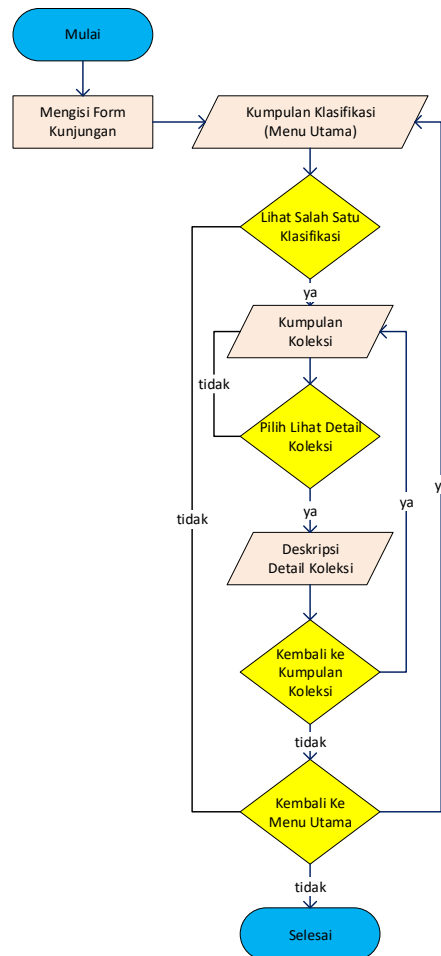 Mulai
Mengisi Form
Kunjungan
Kumpulan Klasifikasi
(Menu Utama)
Lihat Salah Satu
Klasifikasi
ya
Kumpulan
Koleksi
tidak
Pilih Lihat Detail
Koleksi
ya
ya
tidak
Deskripsi
Detail Koleksi
Kembali ke
Kumpulan
Koleksi
tidak
Kembali Ke
Menu Utama
tidak
Selesai